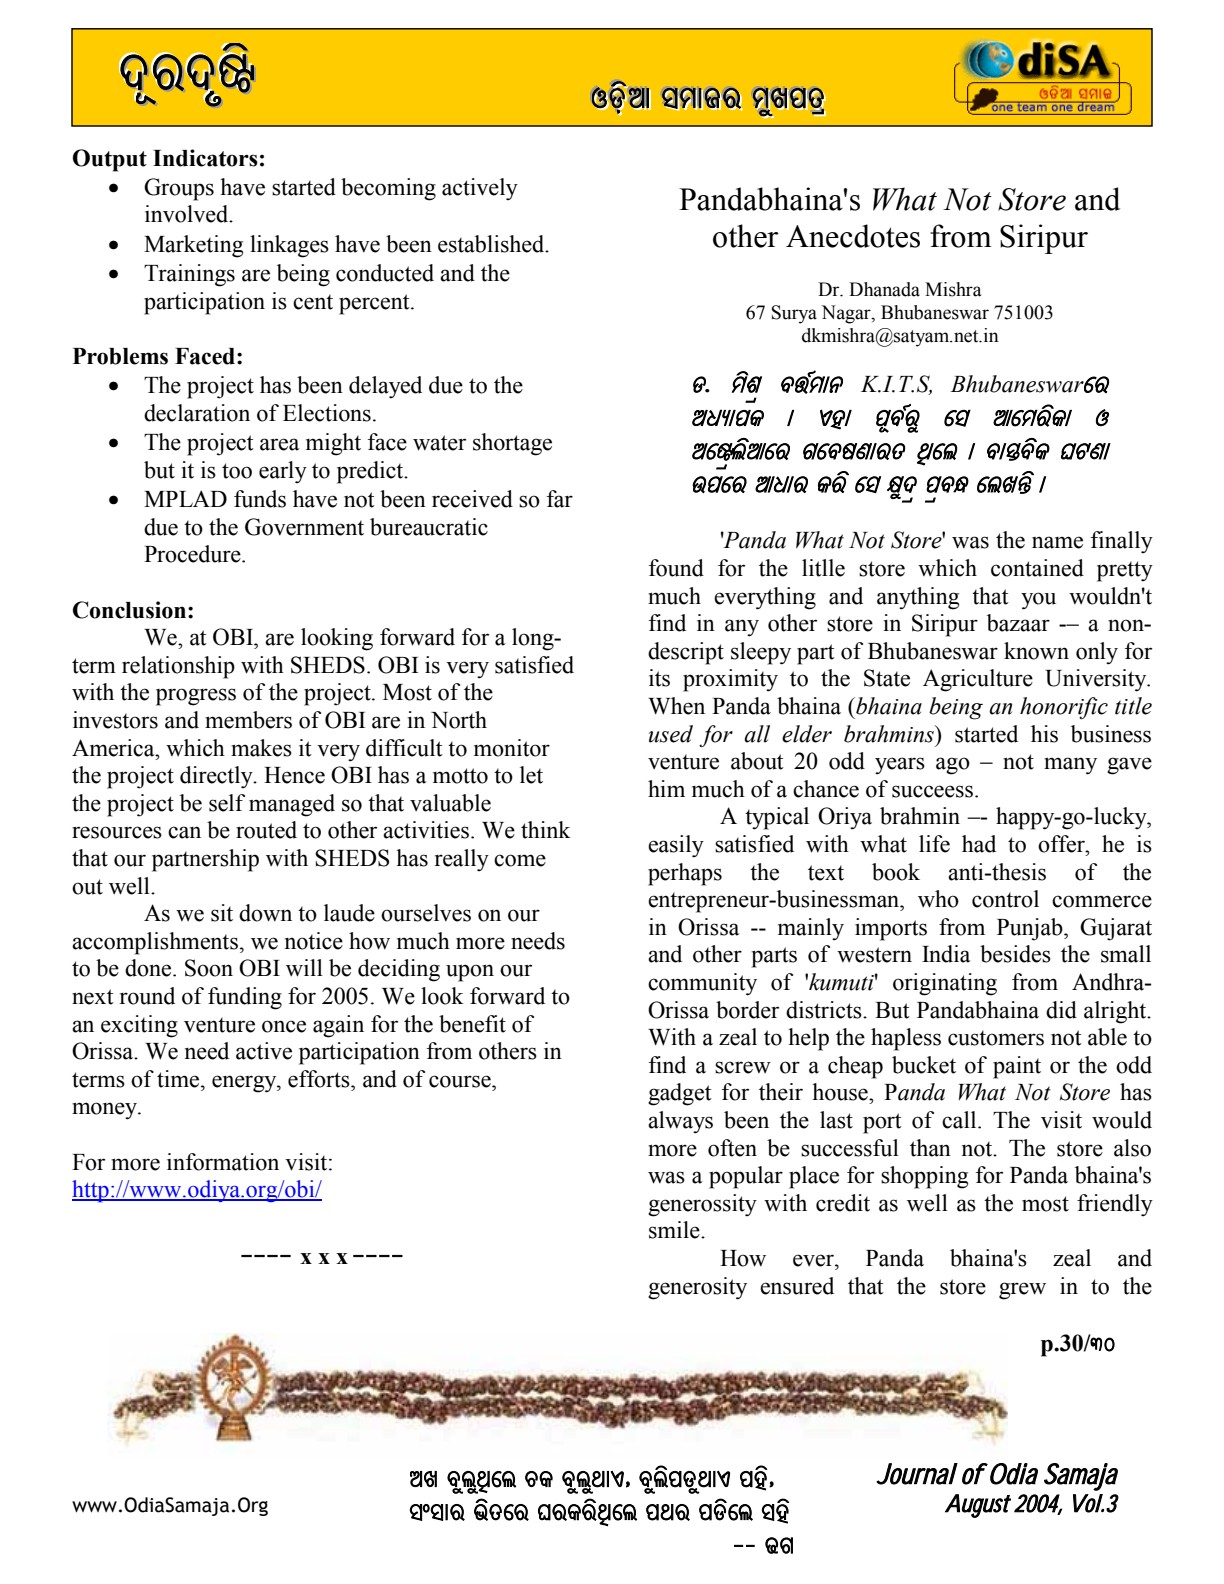 ଦୂରଦୃଷ୍ଟି
ଓଡ଼ିଆ ସମାଜର ମୁଖପତ୍ର
OdiSA
ଓଡ଼ିଆ ସମାଜ
one team one dream
Output Indicators:
• Groups have started becoming actively
involved.
• Marketing linkages have been established.
• Trainings are being conducted and the
participation is cent percent.
Problems Faced:
• The project has been delayed due to the
declaration of Elections.
• The project area might face water shortage
but it is too early to predict.
• MPLAD funds have not been received so far
due to the Government bureaucratic
Procedure.
Conclusion:
We, at OBI, are looking forward for a long-
term relationship with SHEDS. OBI is very satisfied
with the progress of the project. Most of the
investors and members of OBI are in North
America, which makes it very difficult to monitor
the project directly. Hence OBI has a motto to let
the project be self managed so that valuable
resources can be routed to other activities. We think
that our partnership with SHEDS has really come
out well.
As we sit down to laude ourselves on our
accomplishments, we notice how much more needs
to be done. Soon OBI will be deciding upon our
next round of funding for 2005. We look forward to
an exciting venture once again for the benefit of
Orissa. We need active participation from others in
terms of time, energy, efforts, and of course,
money.
For more information visit:
http://www.odiya.org/obi/
---- x x x ----
Pandabhaina's What Not Store and
other Anecdotes from Siripur
Dr. Dhanada Mishra
67 Surya Nagar, Bhubaneswar 751003
dkmishra@satyam.net.in
ଡ. ମିଶ୍ର ବର୍ତ୍ତମାନ K.I.T.S, Bhubaneswarରେ
ଅଧ୍ୟାପକ । ଏହା ପୂର୍ବରୁ ସେ ଆମେରିକା ଓ
ଅଷ୍ଟ୍ରେଲିଆରେ ଗବେଷଣାରତ ଥିଲେ । ବାସ୍ତବିକ ଘଟଣା
ଉପରେ ଆଧାର କରି ସେ କ୍ଷୁଦ୍ର ପ୍ରବନ୍ଧ ଲେଖନ୍ତି ।
'Panda What Not Store' was the name finally
found for the litlle store which contained pretty
much everything and anything that you wouldn't
find in any other store in Siripur bazaar -– a non-
descript sleepy part of Bhubaneswar known only for
its proximity to the State Agriculture University.
When Panda bhaina (bhaina being an honorific title
used for all elder brahmins) started his business
venture about 20 odd years ago – not many gave
him much of a chance of succeess.
A typical Oriya brahmin –- happy-go-lucky,
easily satisfied with what life had to offer, he is
perhaps the text book anti-thesis of the
entrepreneur-businessman, who control commerce
in Orissa -- mainly imports from Punjab, Gujarat
and other parts of western India besides the small
community of 'kumuti' originating from Andhra-
Orissa border districts. But Pandabhaina did alright.
With a zeal to help the hapless customers not able to
find a screw or a cheap bucket of paint or the odd
gadget for their house, Panda What Not Store has
always been the last port of call. The visit would
more often be successful than not. The store also
was a popular place for shopping for Panda bhaina's
generossity with credit as well as the most friendly
smile.
How ever, Panda bhaina's zeal and
generosity ensured that the store grew in to the
p.30/୩୦
www.OdiaSamaja.Org
ଅଖ ବୁଲୁଥିଲେ ଚକ ବୁଲୁଥାଏ, ବୁଲିପଡୁଥାଏ ପହି,
ସଂସାର ଭିତରେ ଘରକରିଥିଲେ ପଥର ପଡିଲେ ସହି
-- ଢଗ
Journal of Odia Samaja
August 2004, Vol.3